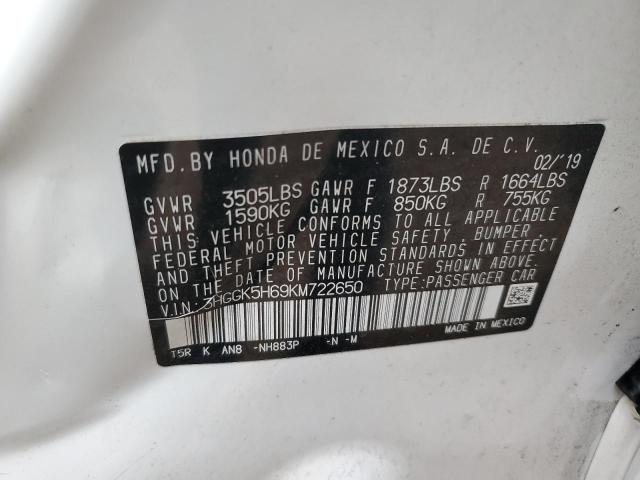 MFD. BY HONDA DE MEXICO S.A. DE C.V.
02/'19
GVWR 3505LBS GAWR F 1873LBS R 1664LBS
GVWR 1590KG GAWR F 850KG R 755KG
THIS VEHICLE CONFORMS TO ALL APPLICABLE
FEDERAL MOTOR VEHICLE SAFETY, BUMPER
AND THEFT PREVENTION STANDARDS IN EFFECT
ON THE DATE OF MANUFACTURE SHOWN ABOVE.
V.I.N: 3HGGK5H69KM722650 TYPE:PASSENGER CAR
T5R K AN8 -NH883P -N -M
MADE IN MEXICO